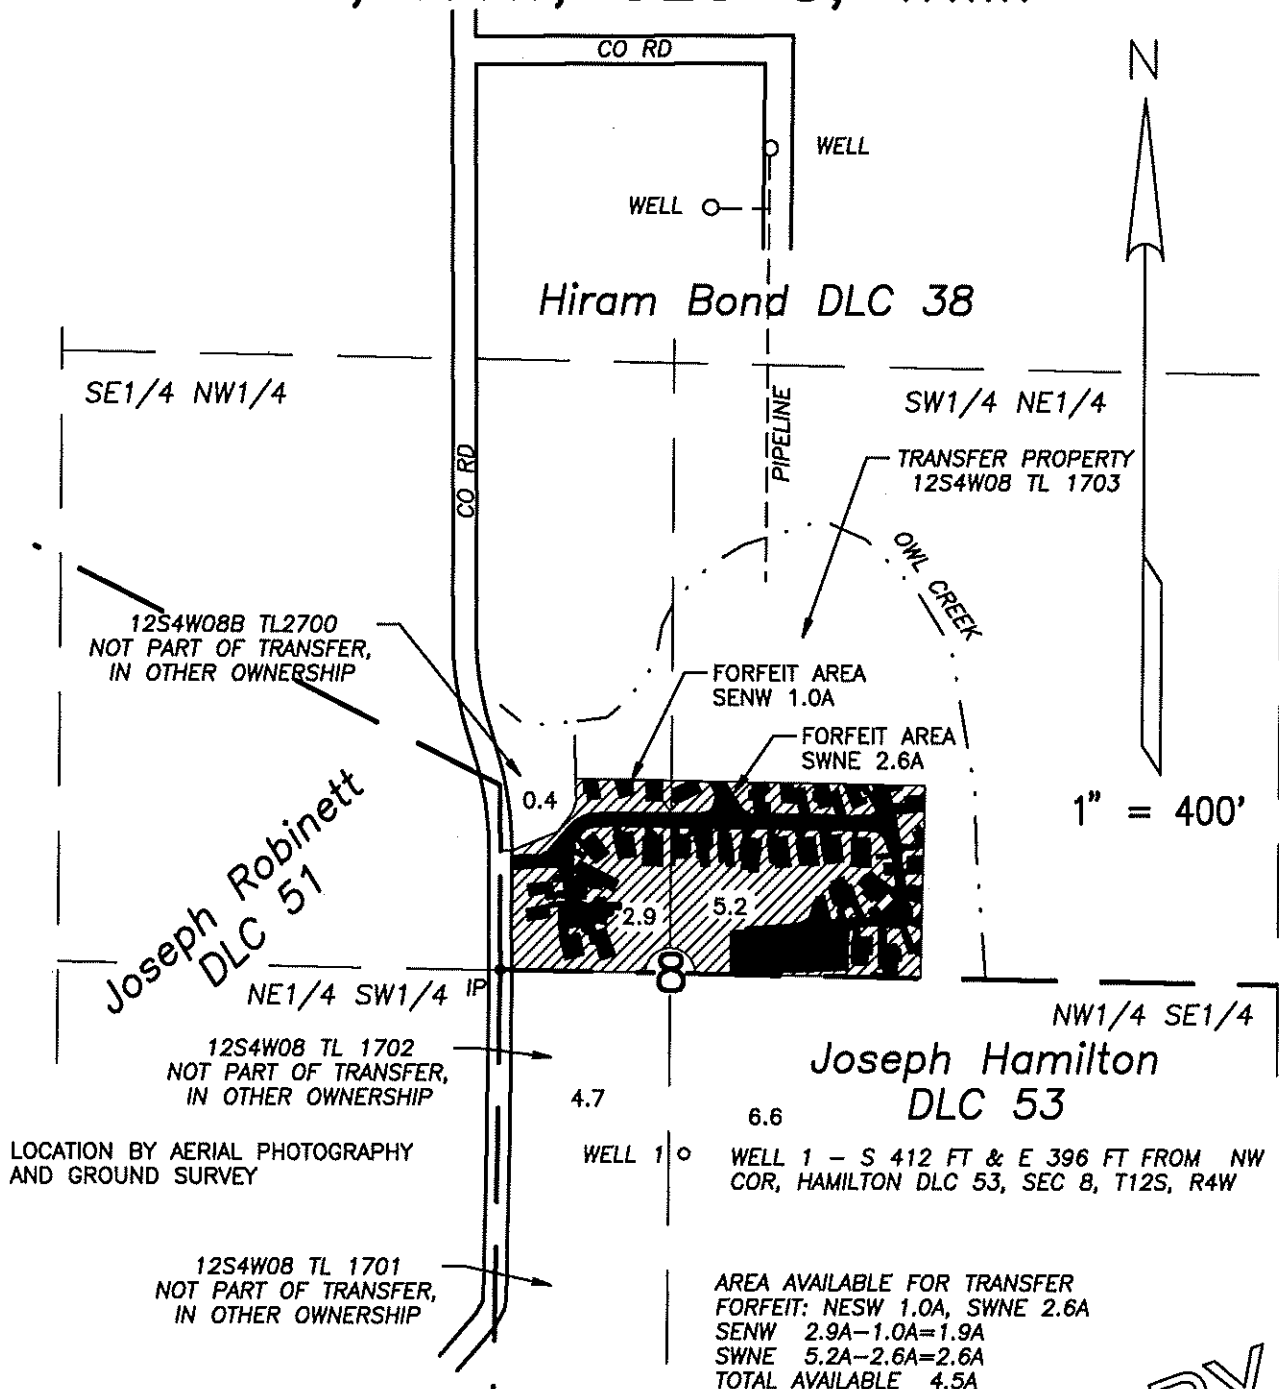 CO RD
N
WELL
WELL
Hiram Bond DLC 38
SE1/4 NW1/4
SW1/4 NE1/4
PIPELINE
CO RD
TRANSFER PROPERTY
12S4W08 TL 1703
OWL CREEK
12S4W08B TL2700
NOT PART OF TRANSFER,
IN OTHER OWNERSHIP
FORFEIT AREA
SENW 1.0A
FORFEIT AREA
SWNE 2.6A
0.4
1" = 400'
Joseph Robinett
DLC 51
2.9
5.2
8
NE1/4 SW1/4
IP
NW1/4 SE1/4
12S4W08 TL 1702
NOT PART OF TRANSFER,
IN OTHER OWNERSHIP
Joseph Hamilton
DLC 53
4.7
6.6
LOCATION BY AERIAL PHOTOGRAPHY
AND GROUND SURVEY
WELL 1
WELL 1 - S 412 FT & E 396 FT FROM NW
COR, HAMILTON DLC 53, SEC 8, T12S, R4W
12S4W08 TL 1701
NOT PART OF TRANSFER,
IN OTHER OWNERSHIP
AREA AVAILABLE FOR TRANSFER
FORFEIT: NESW 1.0A, SWNE 2.6A
SENW 2.9A-1.0A=1.9A
SWNE 5.2A-2.6A=2.6A
TOTAL AVAILABLE 4.5A